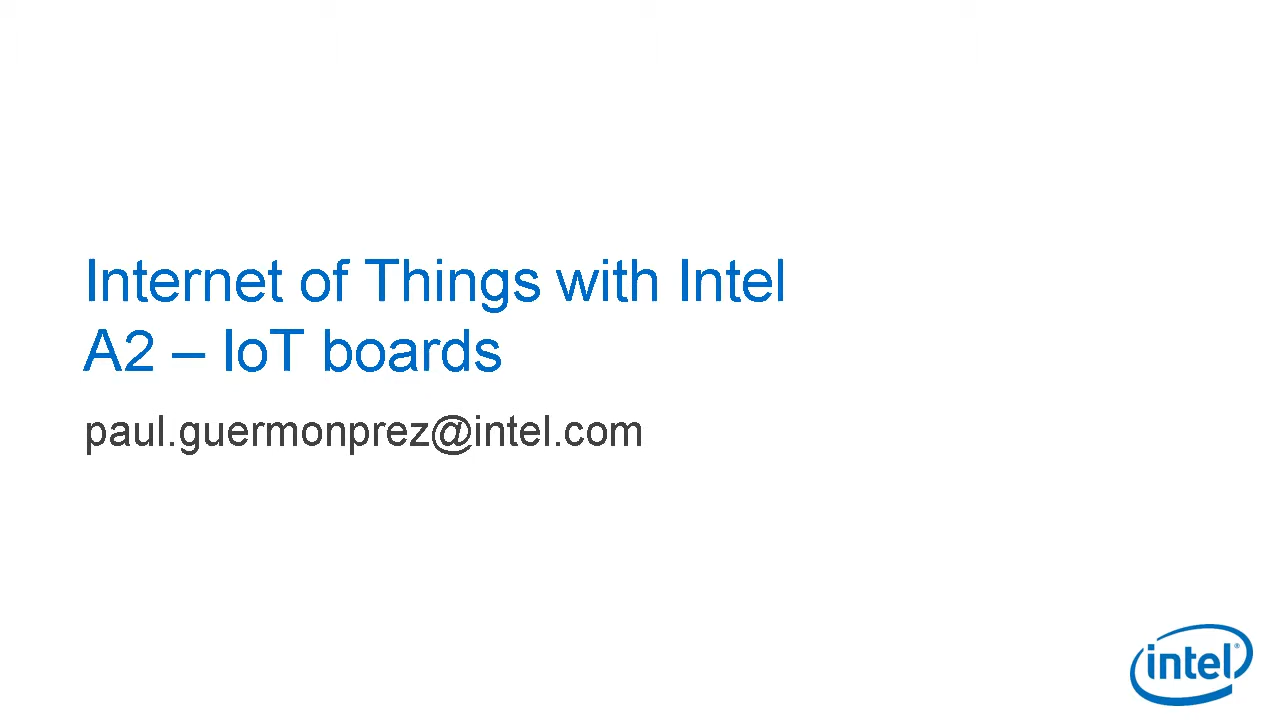 Internet of Things with Intel
A2 – IoT boards
paul.guermonprez@intel.com
intel®